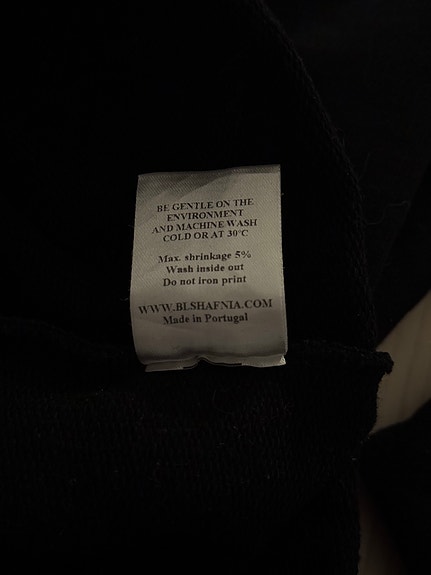 BE GENTLE ON THE
ENVIRONMENT
AND MACHINE WASH
COLD OR AT 30°C
Max. shrinkage 5%
Wash inside out
Do not iron print
WWW.BLSHAFNIA.COM
Made in Portugal